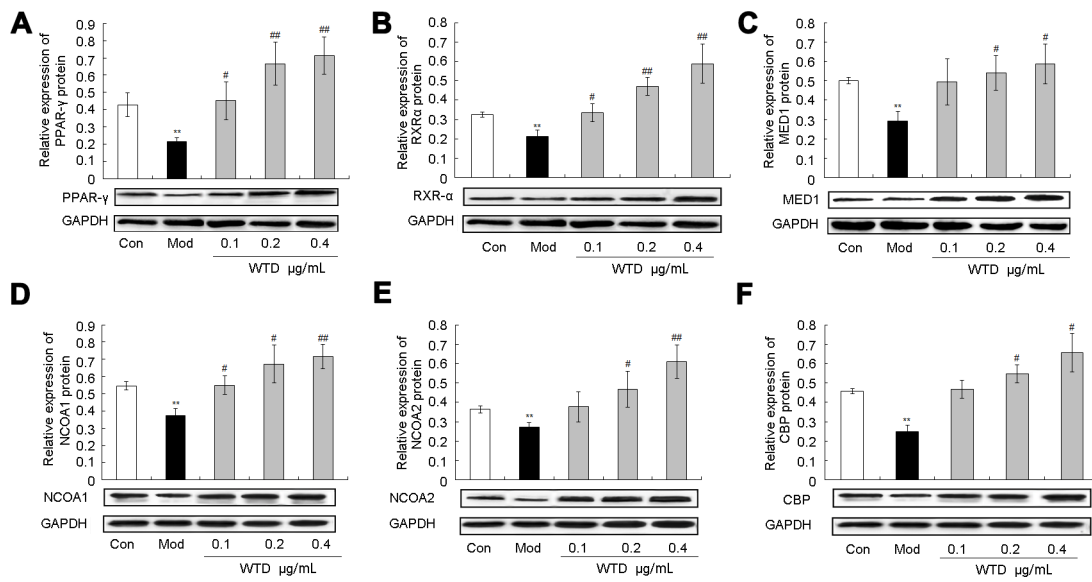 A
Relative expression of
PPAR-γ protein
0.9
0.8
0.7
0.6
0.5
0.4
0.3
0.2
0.1
0
**
#
##
##
PPAR-γ
GAPDH
Con Mod 0.1 0.2 0.4
WTD μg/mL
B
Relative expression of
RXRα protein
0.8
0.7
0.6
0.5
0.4
0.3
0.2
0.1
0
**
#
##
##
RXR-α
GAPDH
Con Mod 0.1 0.2 0.4
WTD μg/mL
C
Relative expression of
MED1 protein
0.8
0.7
0.6
0.5
0.4
0.3
0.2
0.1
0
**
#
#
MED1
GAPDH
Con Mod 0.1 0.2 0.4
WTD μg/mL
D
Relative expression of
NCOA1 protein
0.9
0.8
0.7
0.6
0.5
0.4
0.3
0.2
0.1
0
**
#
#
##
NCOA1
GAPDH
Con Mod 0.1 0.2 0.4
WTD μg/mL
E
Relative expression of
NCOA2 protein
0.8
0.7
0.6
0.5
0.4
0.3
0.2
0.1
0
**
#
##
NCOA2
GAPDH
Con Mod 0.1 0.2 0.4
WTD μg/mL
F
Relative expression of
CBP protein
0.8
0.7
0.6
0.5
0.4
0.3
0.2
0.1
0
**
#
#
CBP
GAPDH
Con Mod 0.1 0.2 0.4
WTD μg/mL